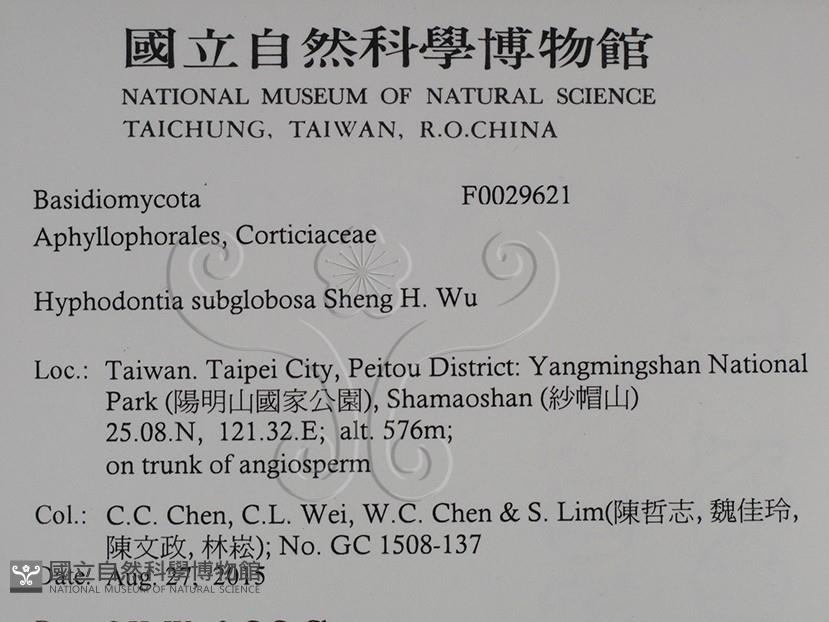 國立自然科學博物館
NATIONAL MUSEUM OF NATURAL SCIENCE
TAICHUNG, TAIWAN, R.O.CHINA
Basidiomycota F0029621
Aphyllophorales, Corticiaceae
Hyphodontia subglobosa Sheng H. Wu
Loc.: Taiwan. Taipei City, Peitou District: Yangmingshan National
Park (陽明山國家公園), Shamaoshan (紗帽山)
25.08.N, 121.32.E; alt. 576m;
on trunk of angiosperm
Col.: C.C. Chen, C.L. Wei, W.C. Chen & S. Lim(陳哲志, 魏佳玲,
陳文政, 林崧); No. GC 1508-137
Date: Aug. 27, 2015
國立自然科學博物館
NATIONAL MUSEUM OF NATURAL SCIENCE